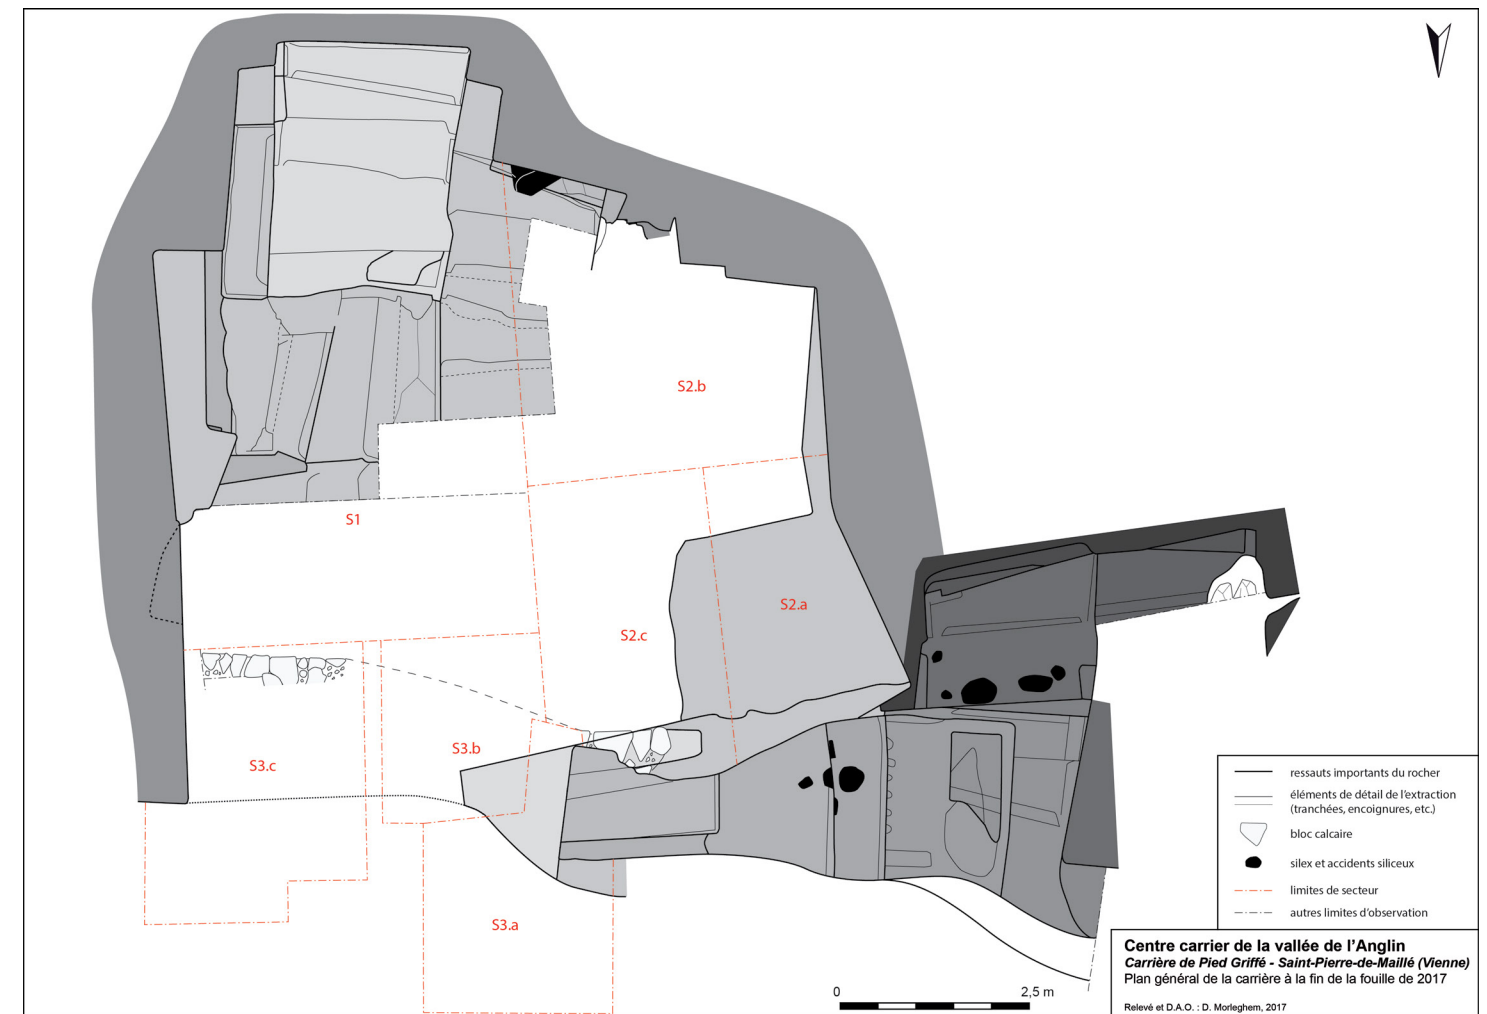 S2.b
S1
S2.a
S2.c
S3.b
S3.c
S3.a
ressauts importants du rocher
éléments de détail de l'extraction
(tranchées, encoignures, etc.)
bloc calcaire
silex et accidents siliceux
limites de secteur
autres limites d'observation
Centre carrier de la vallée de l'Anglin
Carrière de Pied Griffé - Saint-Pierre-de-Maillé (Vienne)
Plan général de la carrière à la fin de la fouille de 2017
Relevé et D.A.O. : D. Morleghem, 2017
0 2,5 m